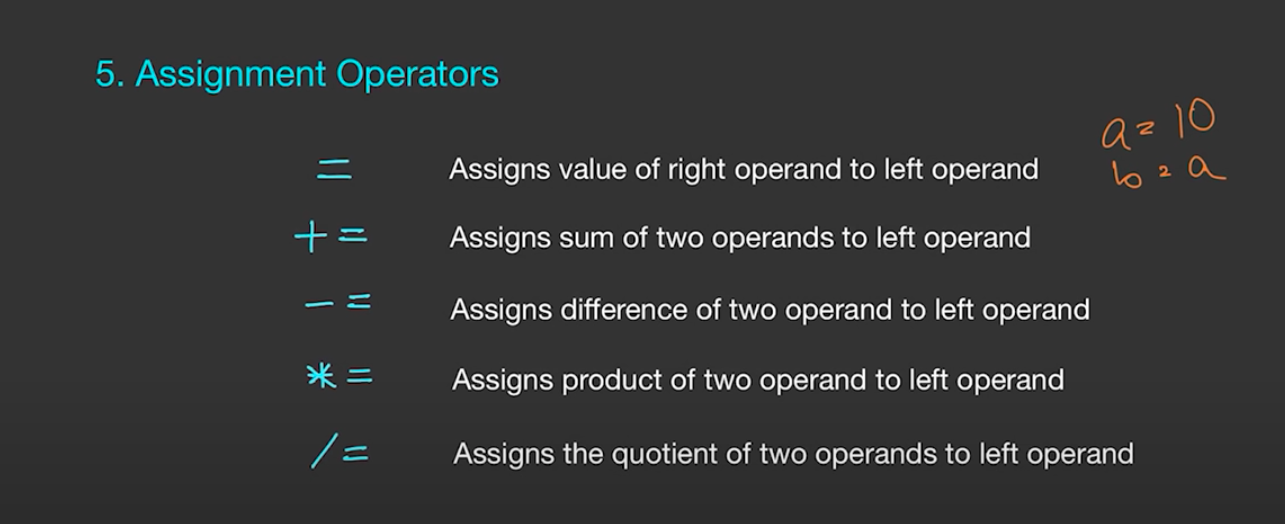 5. Assignment Operators
= Assigns value of right operand to left operand
a = 10
b = a
+= Assigns sum of two operands to left operand
-= Assigns difference of two operand to left operand
*= Assigns product of two operand to left operand
/= Assigns the quotient of two operands to left operand